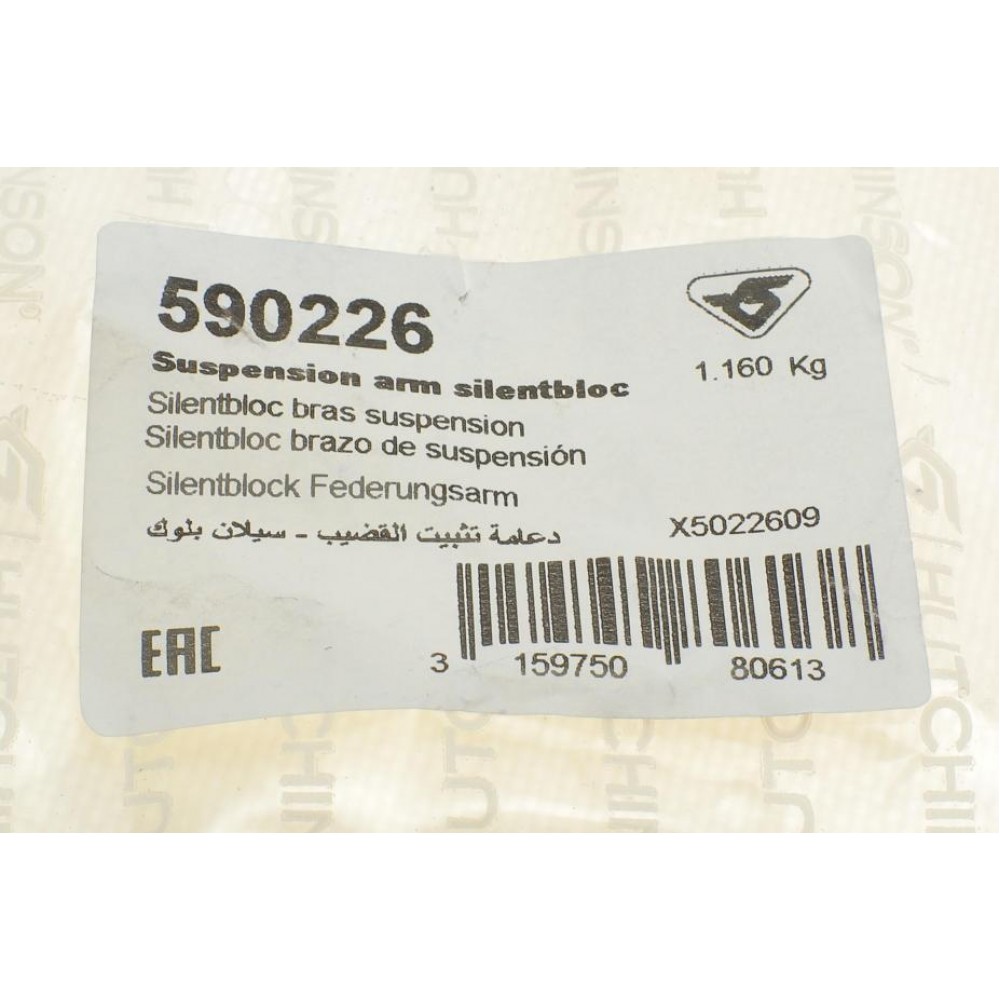 590226
Suspension arm silentbloc
1.160 Kg
Silentbloc bras suspension
Silentbloc brazo de suspensión
Silentblock Federungsarm
دعامة تثبيت القضيب - سيلان بلوك
X5022609
EAC
3 159750 80613
HUTCHINSON